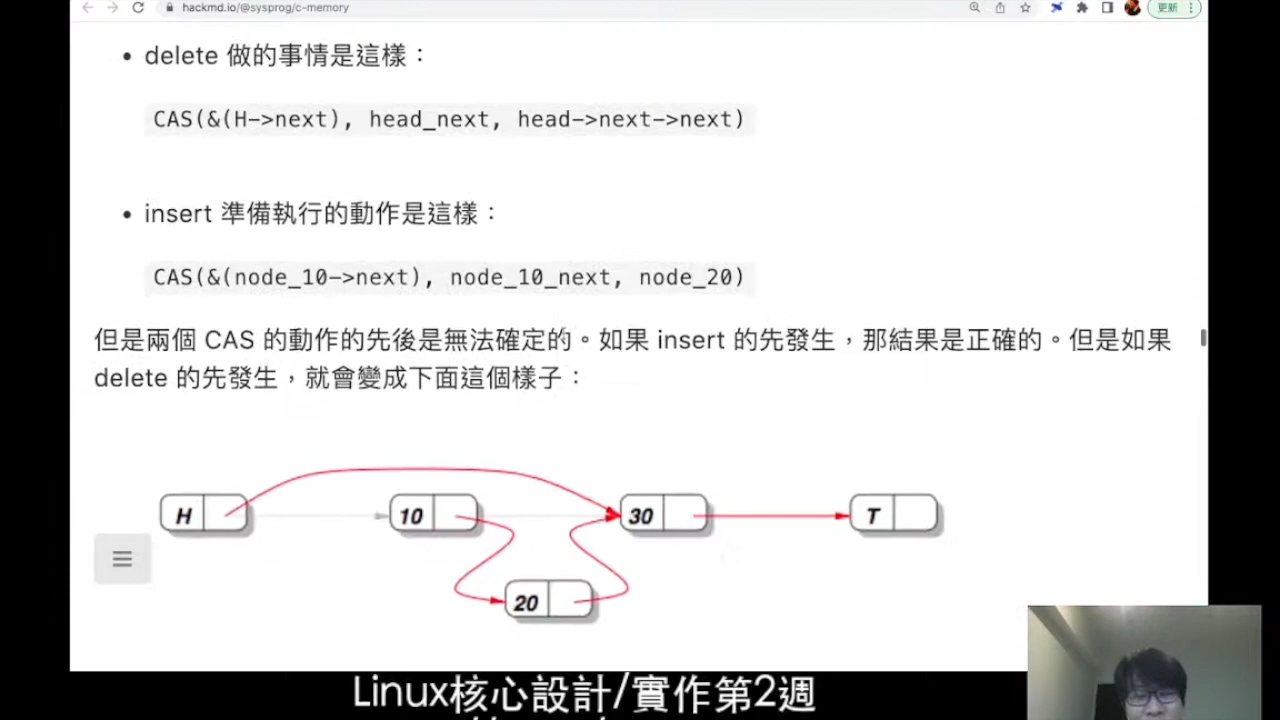 hackmd.io/@sysprog/c-memory
更新
delete 做的事情是這樣：
CAS(&(H->next), head_next, head->next->next)
insert 準備執行的動作是這樣：
CAS(&(node_10->next), node_10_next, node_20)
但是兩個 CAS 的動作的先後是無法確定的。如果 insert 的先發生，那結果是正確的。但是如果
delete 的先發生，就會變成下面這個樣子：
H 10 30 T
20
Linux核心設計/實作第2週